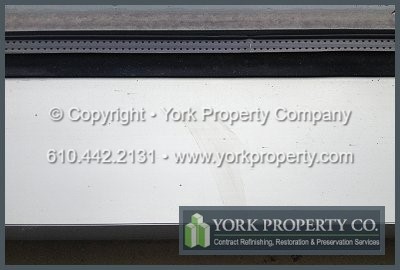 © Copyright - York Property Company
610.442.2131 - www.yorkproperty.com
YORK PROPERTY CO.
Contract Refinishing, Restoration & Preservation Services